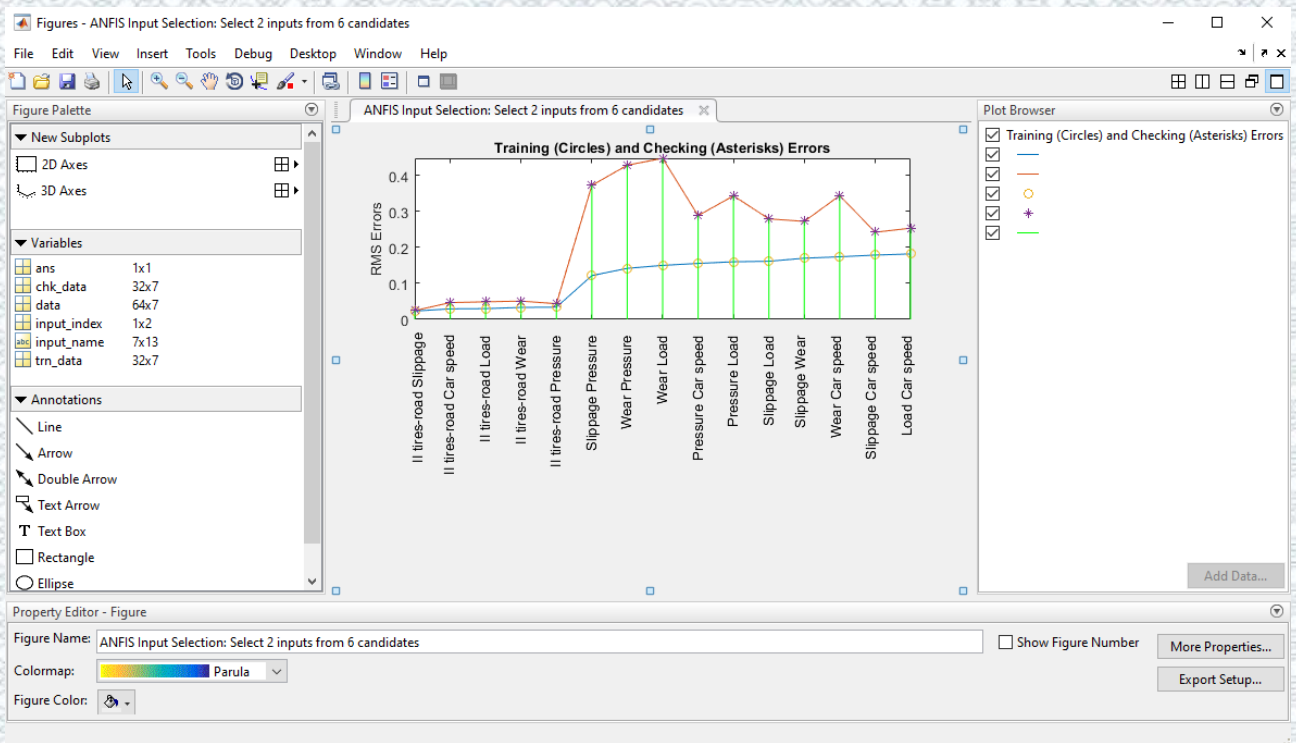 Figures - ANFIS Input Selection: Select 2 inputs from 6 candidates
File Edit View Insert Tools Debug Desktop Window Help
Figure Palette
New Subplots
2D Axes
3D Axes
Variables
ans 1x1
chk_data 32x7
data 64x7
input_index 1x2
abc input_name 7x13
trn_data 32x7
Annotations
Line
Arrow
Double Arrow
Text Arrow
T Text Box
Rectangle
Ellipse
ANFIS Input Selection: Select 2 inputs from 6 candidates
Training (Circles) and Checking (Asterisks) Errors
RMS Errors
0.4
0.3
0.2
0.1
0
II tires-road Slippage
II tires-road Car speed
II tires-road Load
II tires-road Wear
II tires-road Pressure
Slippage Pressure
Wear Pressure
Wear Load
Pressure Car speed
Pressure Load
Slippage Load
Slippage Wear
Wear Car speed
Slippage Car speed
Load Car speed
Plot Browser
Training (Circles) and Checking (Asterisks) Errors
Add Data...
Property Editor - Figure
Figure Name: ANFIS Input Selection: Select 2 inputs from 6 candidates
Show Figure Number
More Properties...
Colormap: Parula
Export Setup...
Figure Color: